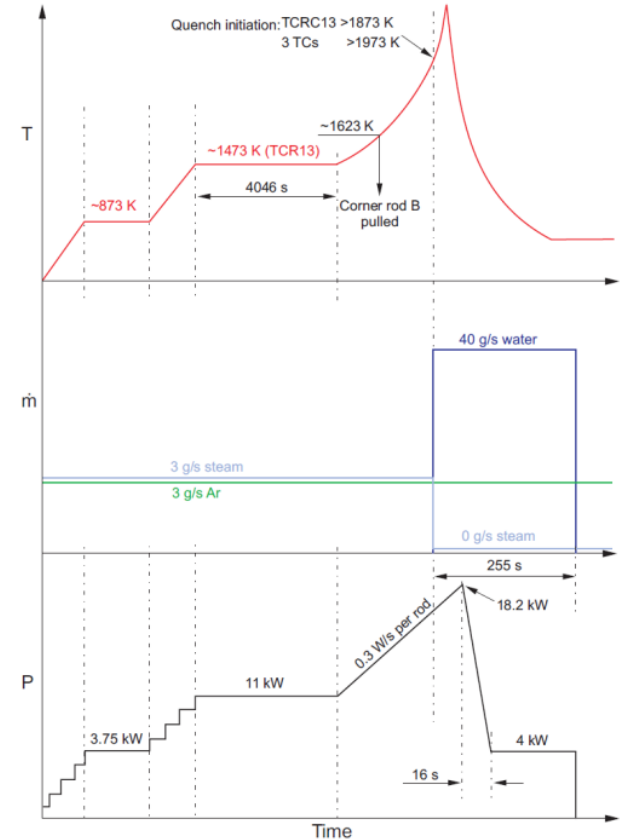 Quench initiation: TCRC13 >1873 K
3 TCs >1973 K
T
~1623 K
~1473 K (TCR13)
4046 s
~873 K
Corner rod B
pulled
40 g/s water
ṁ
3 g/s steam
3 g/s Ar
0 g/s steam
255 s
18.2 kW
0.3 W/s per rod
P
11 kW
3.75 kW
4 kW
16 s
Time